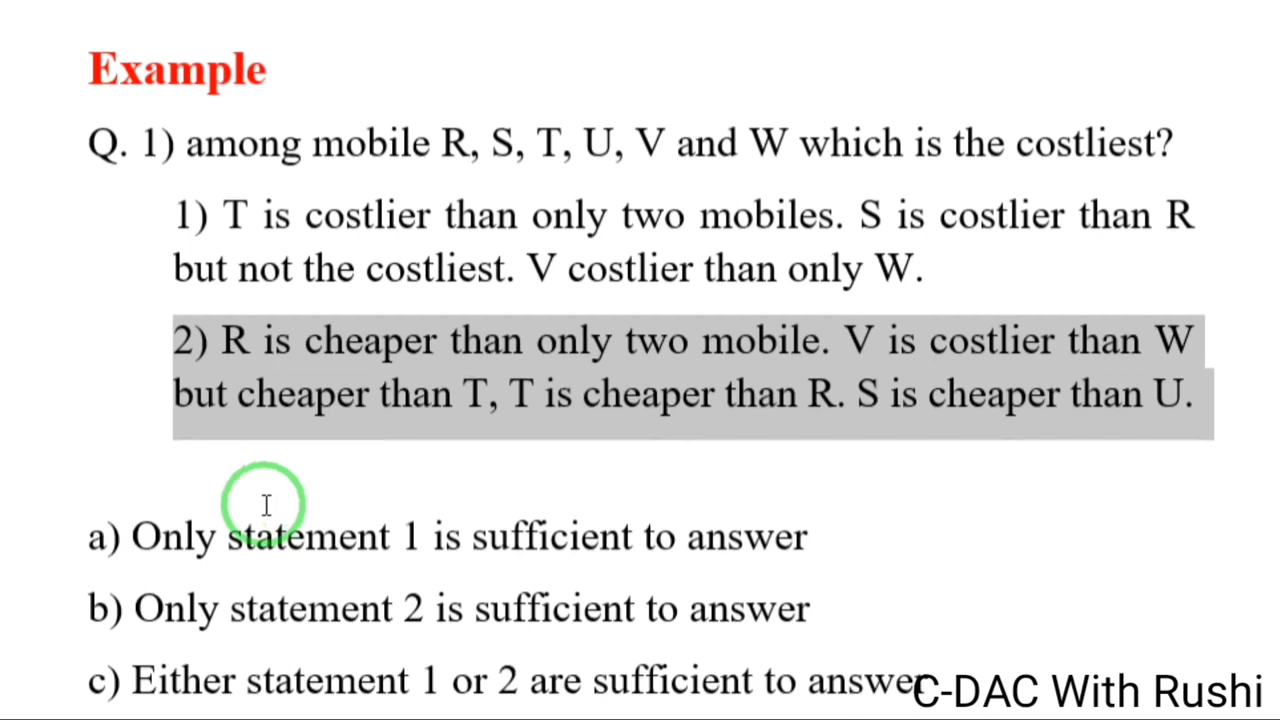 Example
Q. 1) among mobile R, S, T, U, V and W which is the costliest?
1) T is costlier than only two mobiles. S is costlier than R
but not the costliest. V costlier than only W.
2) R is cheaper than only two mobile. V is costlier than W
but cheaper than T, T is cheaper than R. S is cheaper than U.
a) Only statement 1 is sufficient to answer
b) Only statement 2 is sufficient to answer
c) Either statement 1 or 2 are sufficient to answer
C-DAC With Rushi